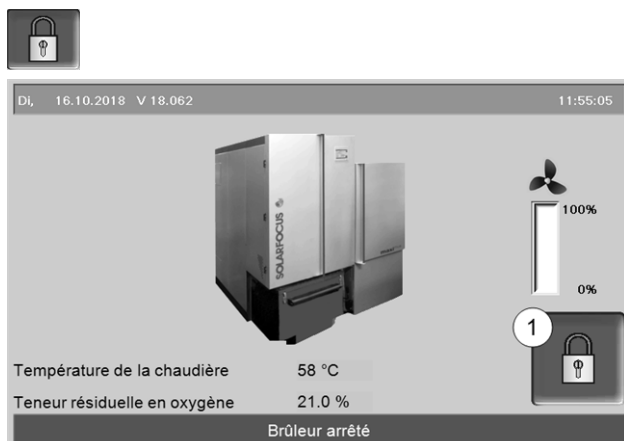 Di, 16.10.2018 V 18.062 11:55:05
SOLARFOCUS
100%
0%
1
Température de la chaudière 58 °C
Teneur résiduelle en oxygène 21.0 %
Brûleur arrêté